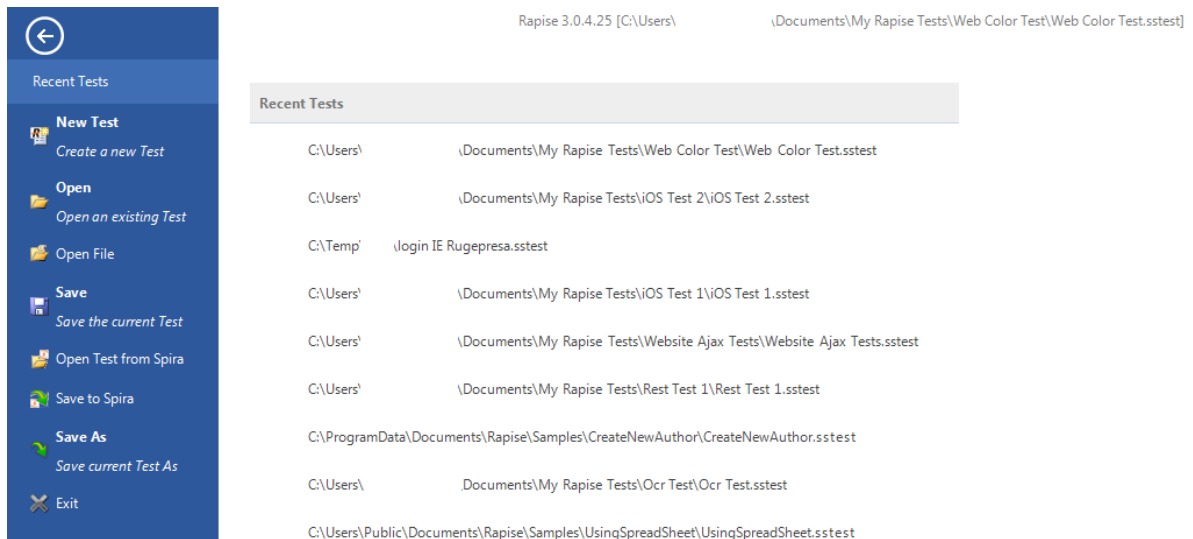 Rapise 3.0.4.25 [C:\Users\ \Documents\My Rapise Tests\Web Color Test\Web Color Test.sstest]
Recent Tests
New Test
Create a new Test
Open
Open an existing Test
Open File
Save
Save the current Test
Open Test from Spira
Save to Spira
Save As
Save current Test As
Exit
Recent Tests
C:\Users\ \Documents\My Rapise Tests\Web Color Test\Web Color Test.sstest
C:\Users\ \Documents\My Rapise Tests\iOS Test 2\iOS Test 2.sstest
C:\Temp\ \login IE Rugepresa.sstest
C:\Users\ \Documents\My Rapise Tests\iOS Test 1\iOS Test 1.sstest
C:\Users\ \Documents\My Rapise Tests\Website Ajax Tests\Website Ajax Tests.sstest
C:\Users\ \Documents\My Rapise Tests\Rest Test 1\Rest Test 1.sstest
C:\ProgramData\Documents\Rapise\Samples\CreateNewAuthor\CreateNewAuthor.sstest
C:\Users\ Documents\My Rapise Tests\Ocr Test\Ocr Test.sstest
C:\Users\Public\Documents\Rapise\Samples\UsingSpreadSheet\UsingSpreadSheet.sstest